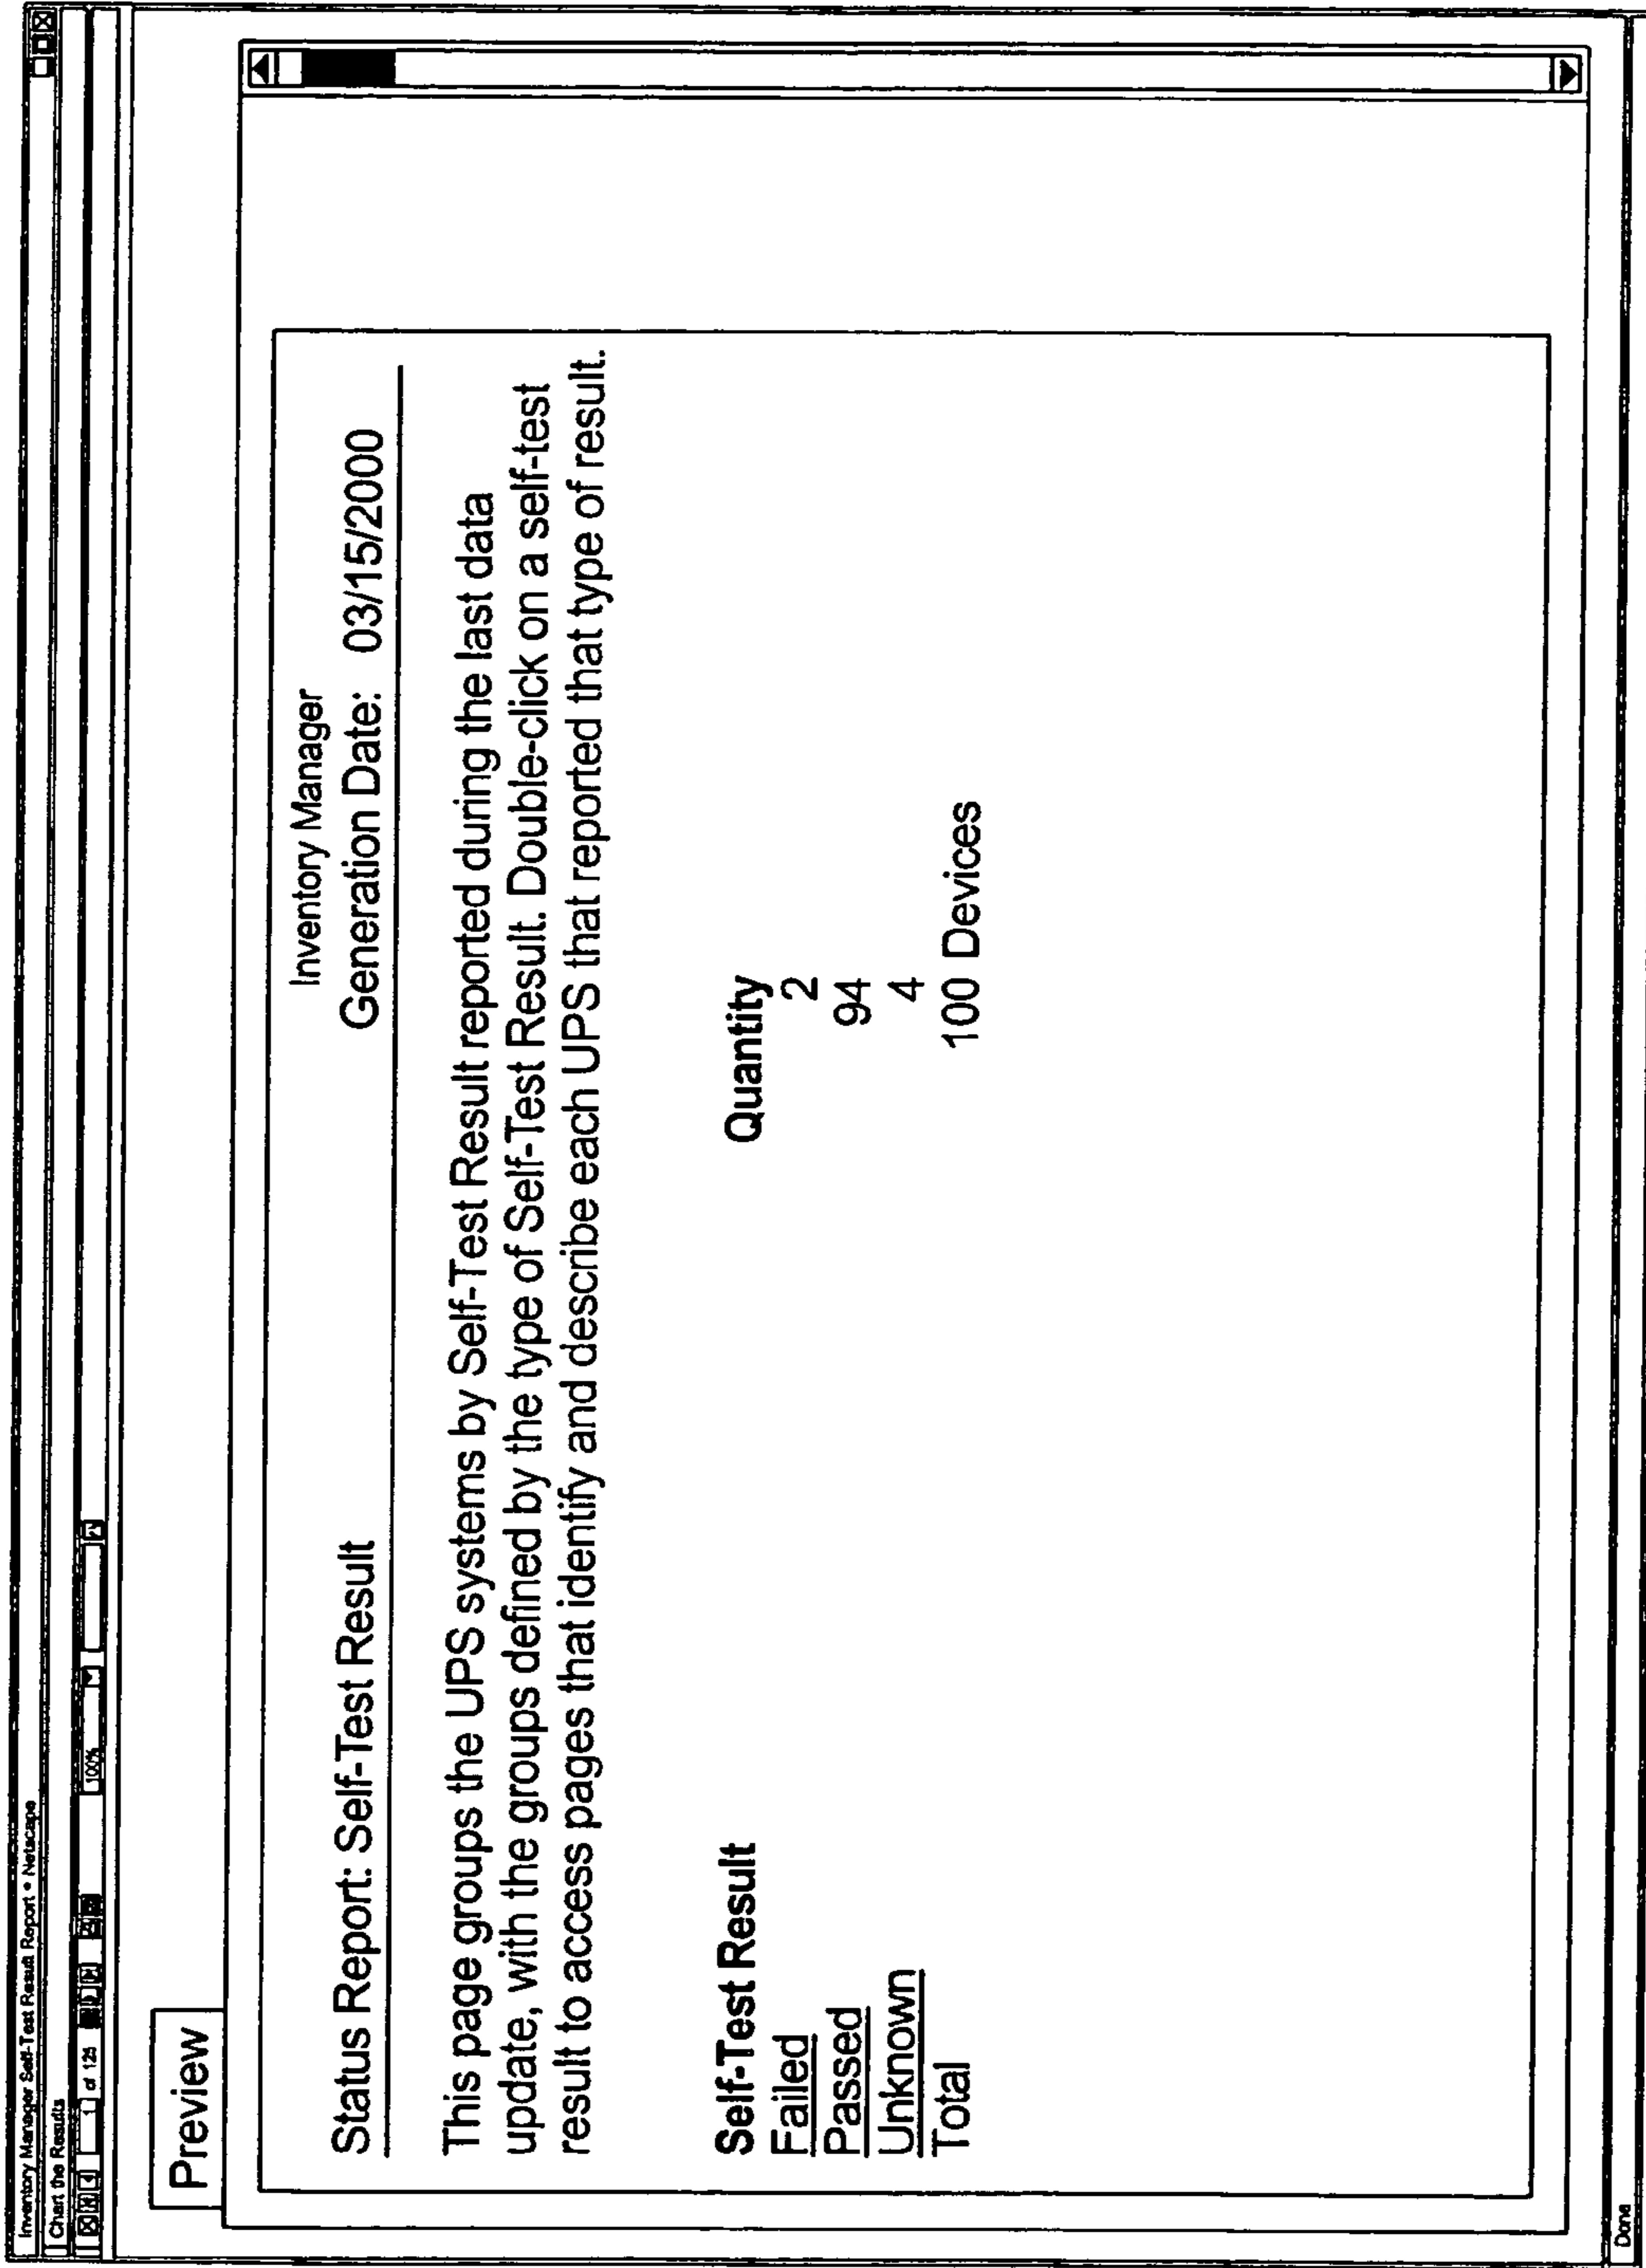 Inventory Manager Self-Test Result Report • Netscape
Chart the Results
1 of 125 100%
Preview
Inventory Manager
Status Report: Self-Test Result Generation Date: 03/15/2000
This page groups the UPS systems by Self-Test Result reported during the last data
update, with the groups defined by the type of Self-Test Result. Double-click on a self-test
result to access pages that identify and describe each UPS that reported that type of result.
Self-Test Result Quantity
Failed 2
Passed 94
Unknown 4
Total 100 Devices
Done